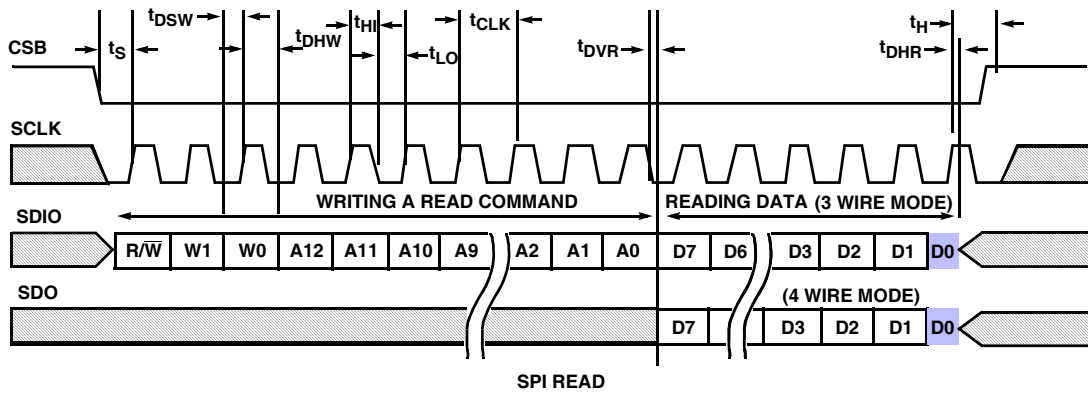 tDSW tHI tCLK tH
CSB tS tDHW tLO tDVR tDHR
SCLK
WRITING A READ COMMAND READING DATA (3 WIRE MODE)
SDIO
R/W̅ W1 W0 A12 A11 A10 A9 A2 A1 A0 D7 D6 D3 D2 D1 D0
SDO (4 WIRE MODE)
D7 D3 D2 D1 D0
SPI READ